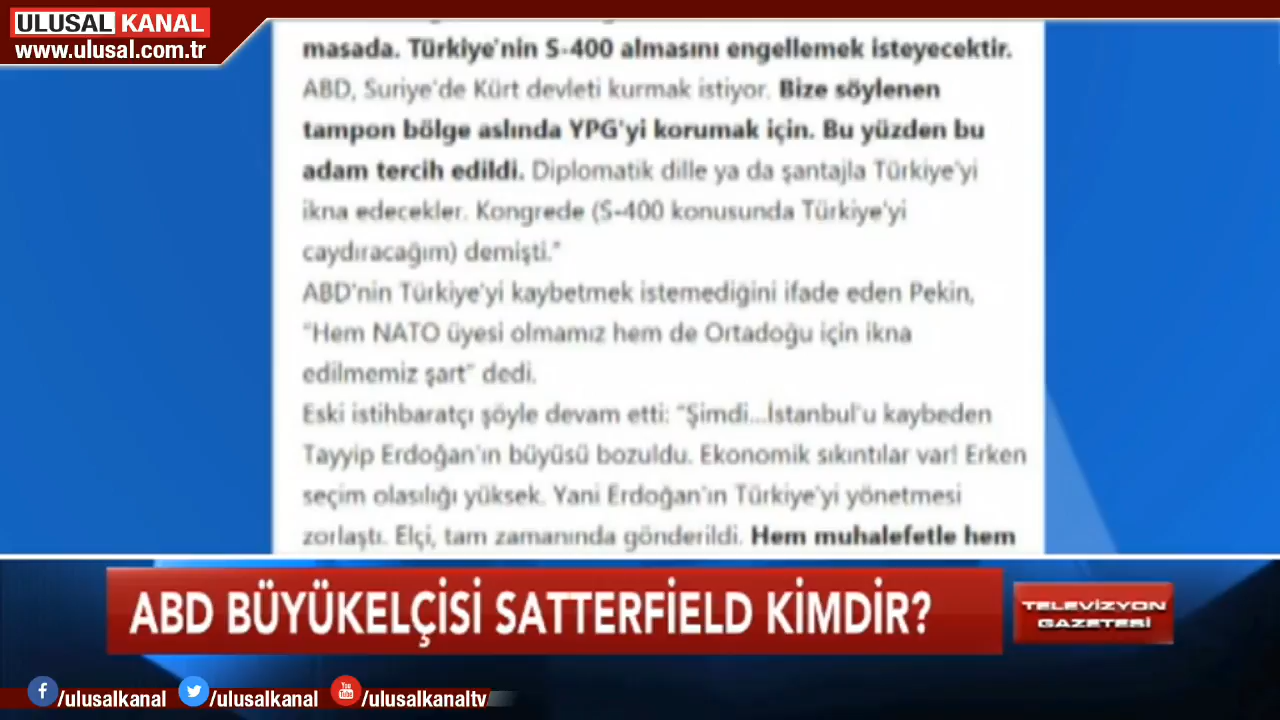 ULUSAL KANAL
www.ulusal.com.tr
masada. Türkiye'nin S-400 almasını engellemek isteyecektir.
ABD, Suriye'de Kürt devleti kurmak istiyor. Bize söylenen
tampon bölge aslında YPG'yi korumak için. Bu yüzden bu
adam tercih edildi. Diplomatik dille ya da şantajla Türkiye'yi
ikna edecekler. Kongrede (S-400 konusunda Türkiye'yi
caydıracağım) demişti."
ABD'nin Türkiye'yi kaybetmek istemediğini ifade eden Pekin,
"Hem NATO üyesi olmamız hem de Ortadoğu için ikna
edilmemiz şart" dedi.
Eski istihbaratçı şöyle devam etti: "Şimdi...İstanbul'u kaybeden
Tayyip Erdoğan'ın büyüsü bozuldu. Ekonomik sıkıntılar var! Erken
seçim olasılığı yüksek. Yani Erdoğan'ın Türkiye'yi yönetmesi
zorlaştı. Elçi, tam zamanında gönderildi. Hem muhalefetle hem
ABD BÜYÜKELÇİSİ SATTERFİELD KİMDİR?
TELEVİZYON
GAZETESİ
/ulusalkanal /ulusalkanal You Tube /ulusalkanaltv